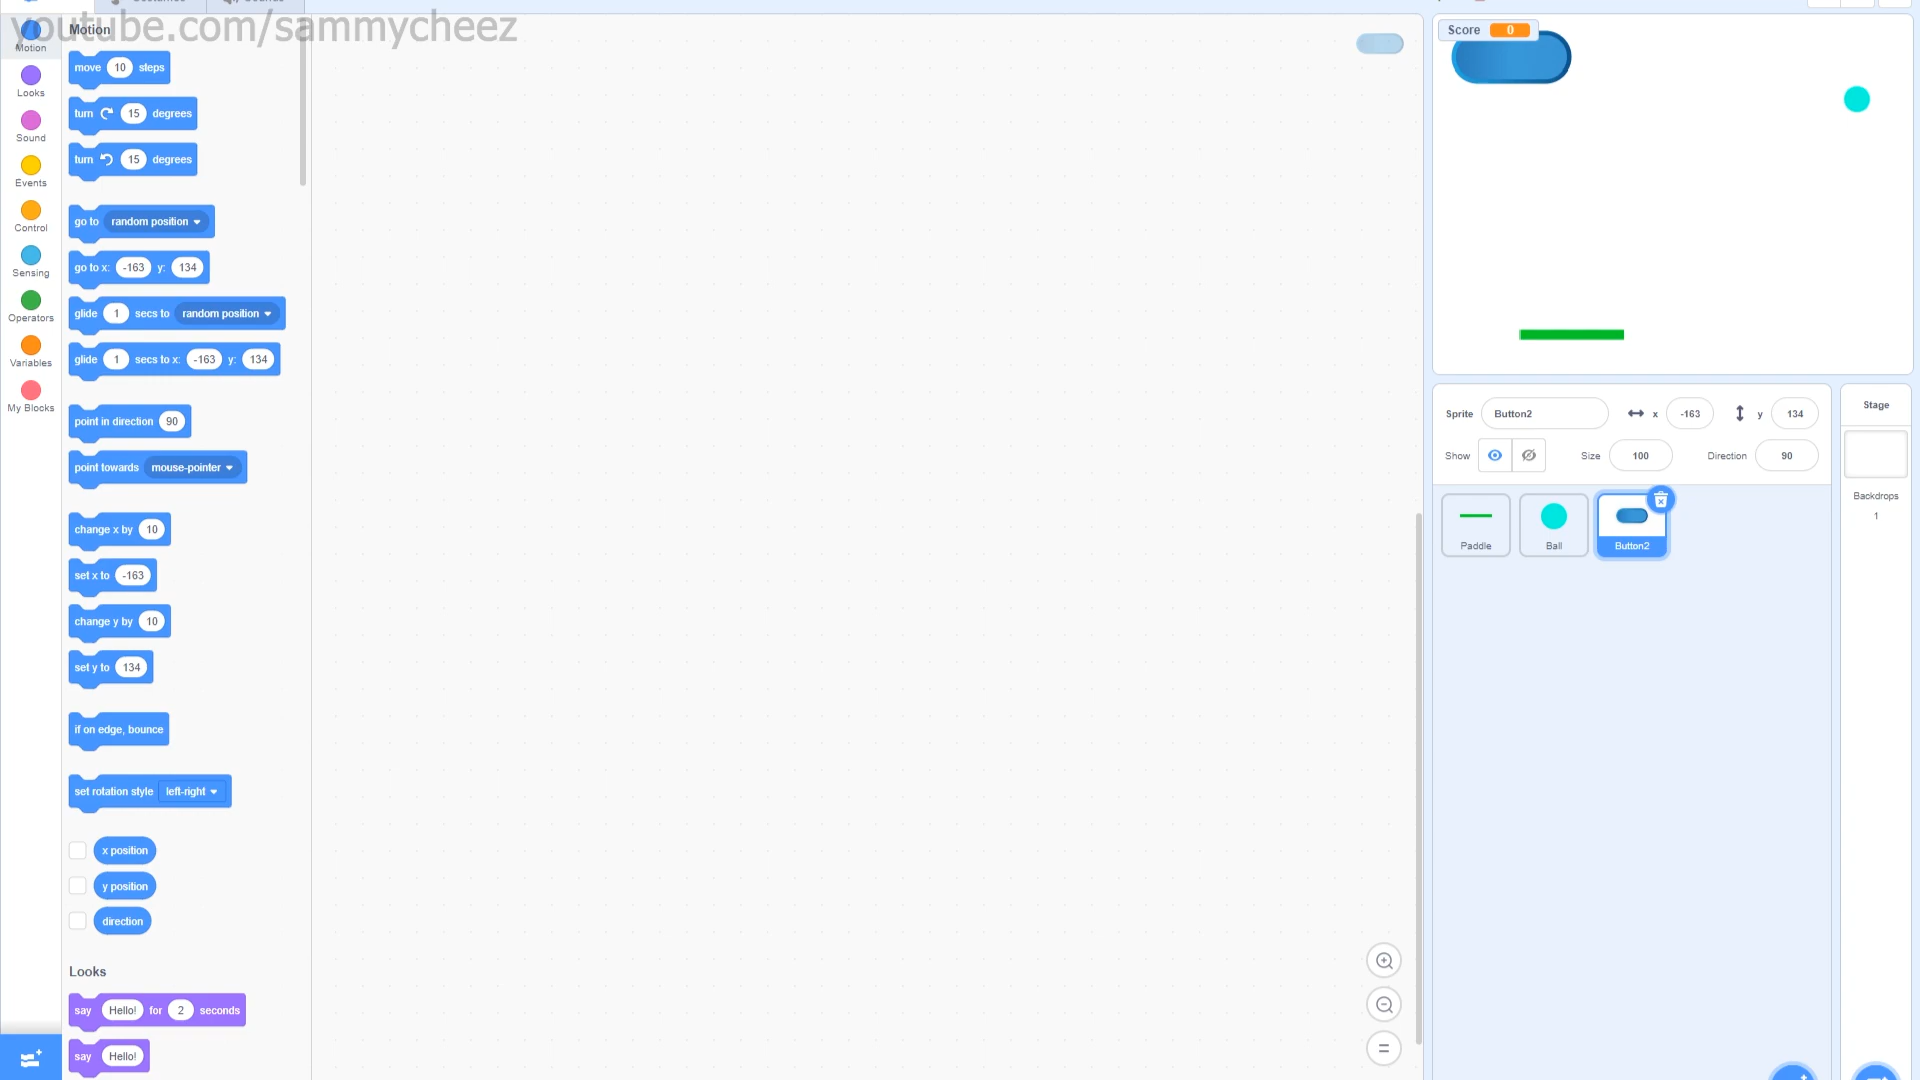 Costumes
Sounds
youtube.com/sammycheez
Motion
Motion
Looks
Sound
Events
Control
Sensing
Operators
Variables
My Blocks
move 10 steps
turn 15 degrees
turn 15 degrees
go to random position
go to x: -163 y: 134
glide 1 secs to random position
glide 1 secs to x: -163 y: 134
point in direction 90
point towards mouse-pointer
change x by 10
set x to -163
change y by 10
set y to 134
if on edge, bounce
set rotation style left-right
x position
y position
direction
Looks
say Hello! for 2 seconds
say Hello!
Score 0
Sprite Button2 x -163 y 134
Show Size 100 Direction 90
Paddle
Ball
Button2
Stage
Backdrops
1